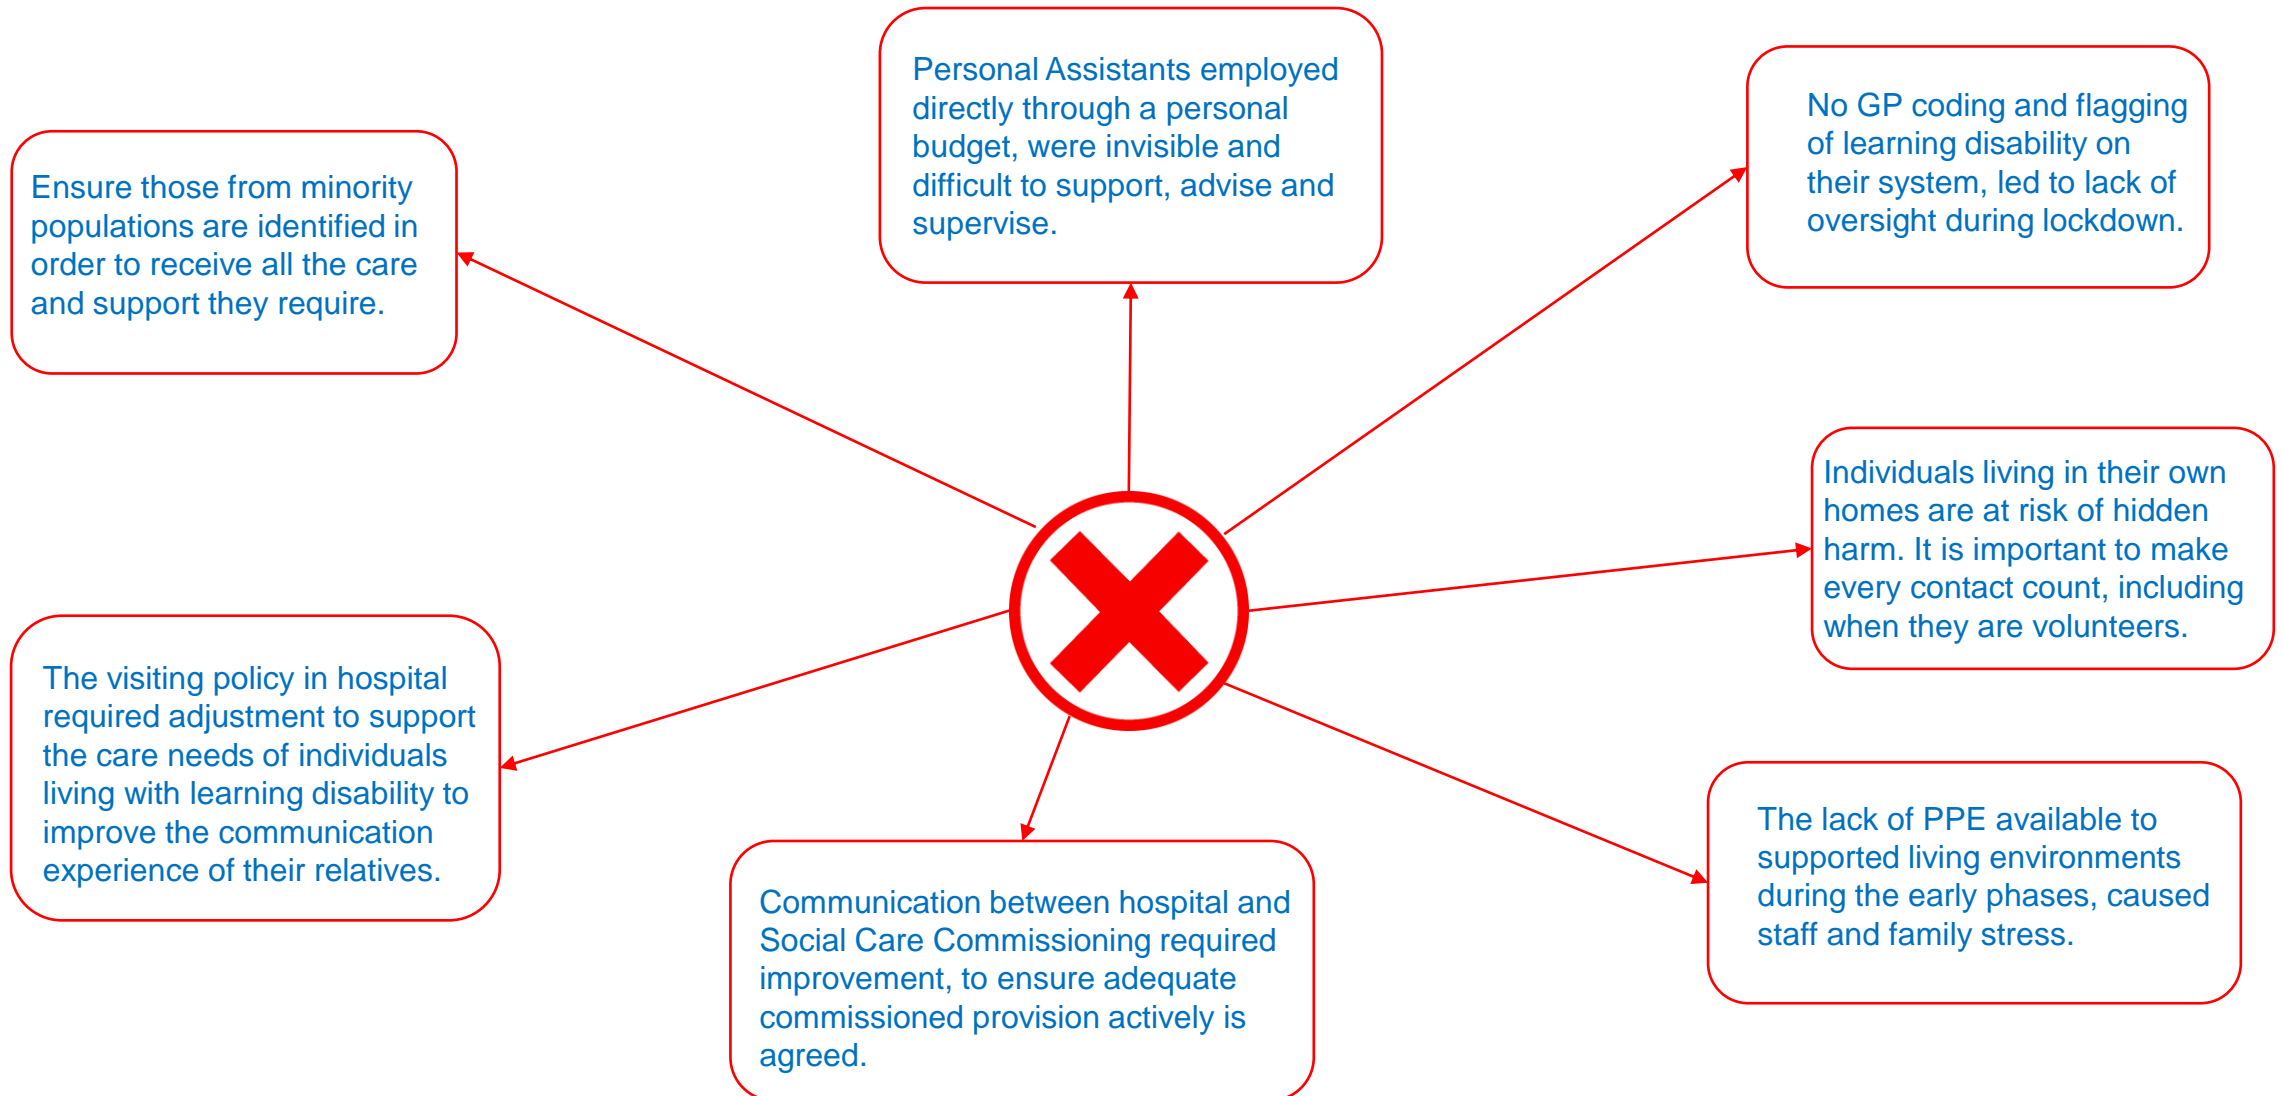 Personal Assistants employed
directly through a personal
budget, were invisible and
difficult to support, advise and
supervise.
No GP coding and flagging
of learning disability on
their system, led to lack of
oversight during lockdown.
Ensure those from minority
populations are identified in
order to receive all the care
and support they require.
Individuals living in their own
homes are at risk of hidden
harm. It is important to make
every contact count, including
when they are volunteers.
The visiting policy in hospital
required adjustment to support
the care needs of individuals
living with learning disability to
improve the communication
experience of their relatives.
The lack of PPE available to
supported living environments
during the early phases, caused
staff and family stress.
Communication between hospital and
Social Care Commissioning required
improvement, to ensure adequate
commissioned provision actively is
agreed.